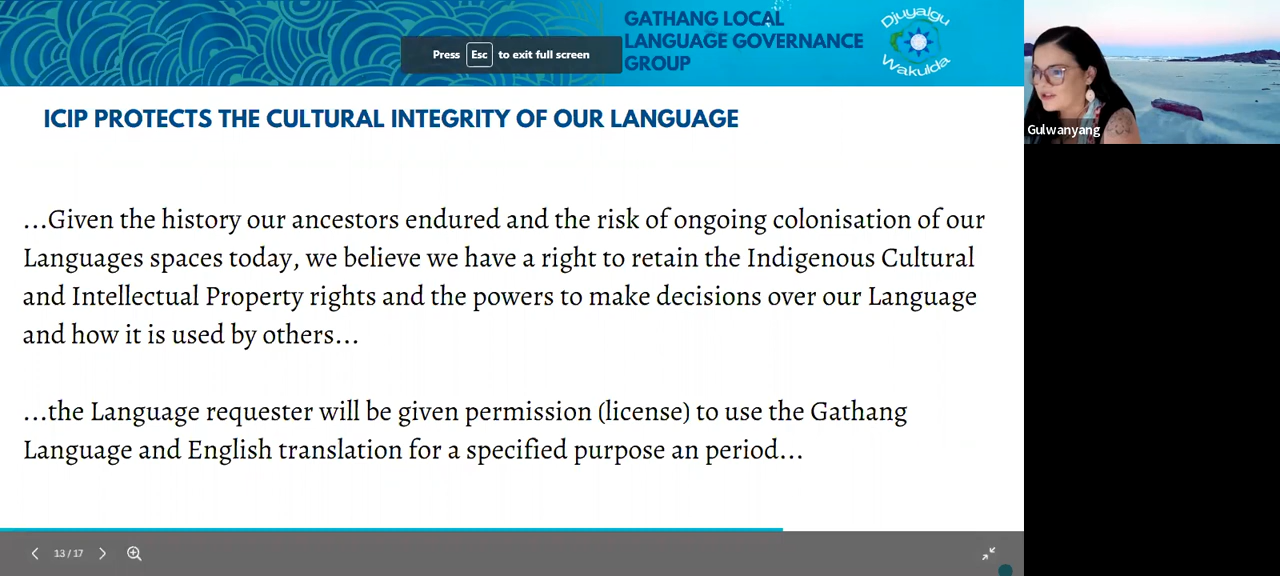 GATHANG LOCAL
LANGUAGE GOVERNANCE
GROUP
Djuyalgu
Wakulda
Press Esc to exit full screen
Gulwanyang
ICIP PROTECTS THE CULTURAL INTEGRITY OF OUR LANGUAGE
...Given the history our ancestors endured and the risk of ongoing colonisation of our
Languages spaces today, we believe we have a right to retain the Indigenous Cultural
and Intellectual Property rights and the powers to make decisions over our Language
and how it is used by others...
...the Language requester will be given permission (license) to use the Gathang
Language and English translation for a specified purpose an period...
13 / 17